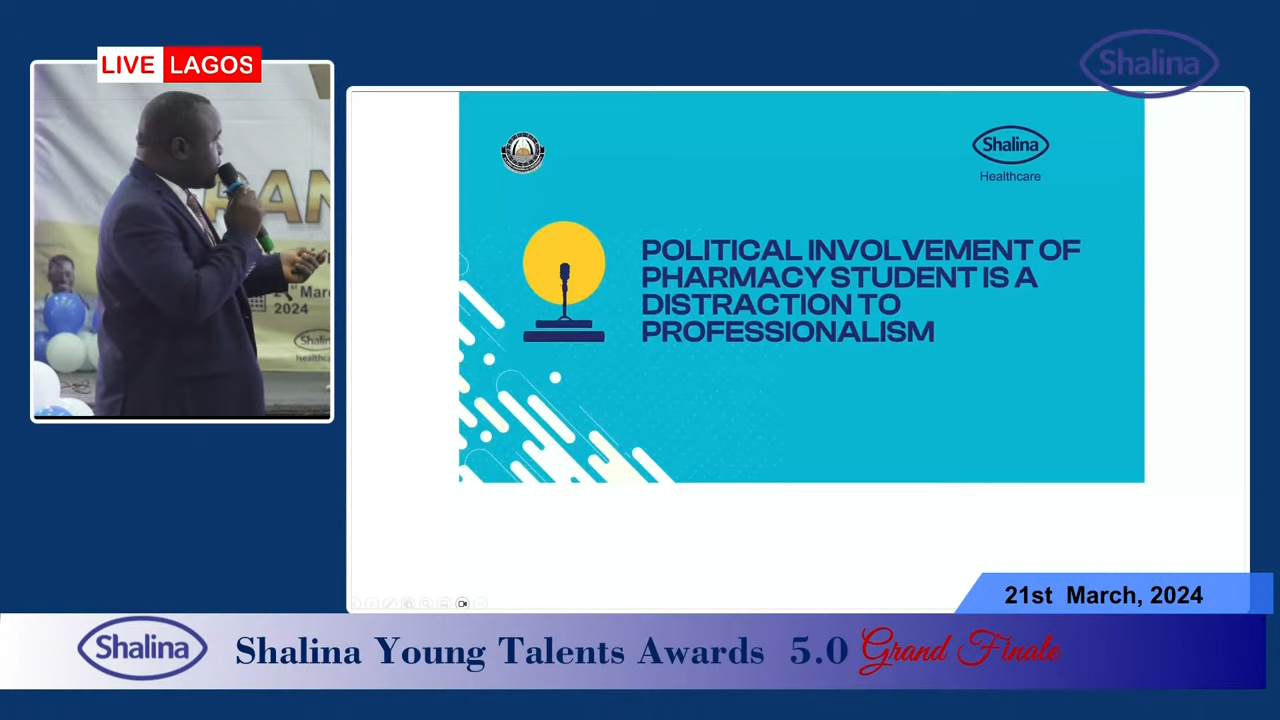 LIVE LAGOS
Shalina
Shalina
Healthcare
POLITICAL INVOLVEMENT OF
PHARMACY STUDENT IS A
DISTRACTION TO
PROFESSIONALISM
21st March, 2024
Shalina
Shalina Young Talents Awards 5.0 Grand Finale
2024